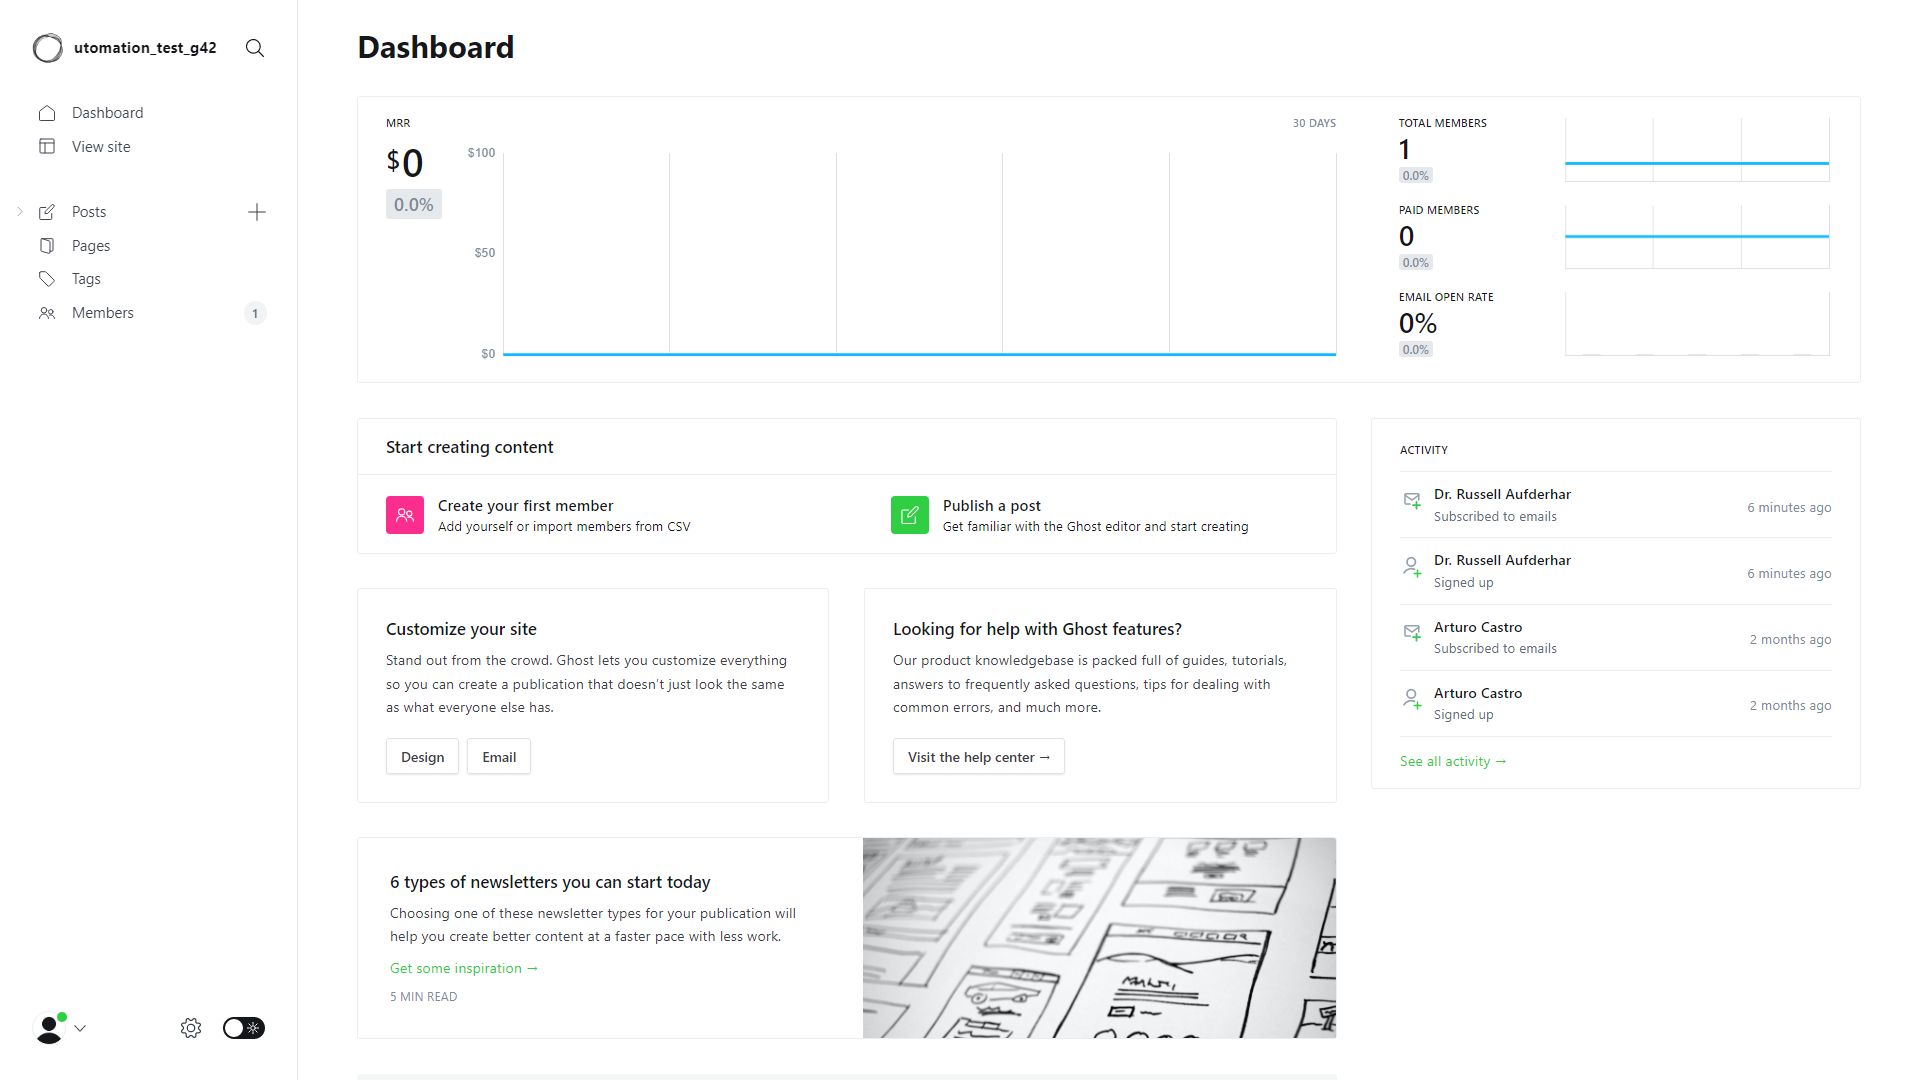 utomation_test_g42
Dashboard
View site
Posts
Pages
Tags
Members
1
Dashboard
MRR
30 DAYS
$0
0.0%
$100
$50
$0
TOTAL MEMBERS
1
0.0%
PAID MEMBERS
0
0.0%
EMAIL OPEN RATE
0%
0.0%
Start creating content
Create your first member
Add yourself or import members from CSV
Publish a post
Get familiar with the Ghost editor and start creating
Customize your site
Stand out from the crowd. Ghost lets you customize everything
so you can create a publication that doesn't just look the same
as what everyone else has.
Design
Email
Looking for help with Ghost features?
Our product knowledgebase is packed full of guides, tutorials,
answers to frequently asked questions, tips for dealing with
common errors, and much more.
Visit the help center →
6 types of newsletters you can start today
Choosing one of these newsletter types for your publication will
help you create better content at a faster pace with less work.
Get some inspiration →
5 MIN READ
ACTIVITY
Dr. Russell Aufderhar
Subscribed to emails
6 minutes ago
Dr. Russell Aufderhar
Signed up
6 minutes ago
Arturo Castro
Subscribed to emails
2 months ago
Arturo Castro
Signed up
2 months ago
See all activity →